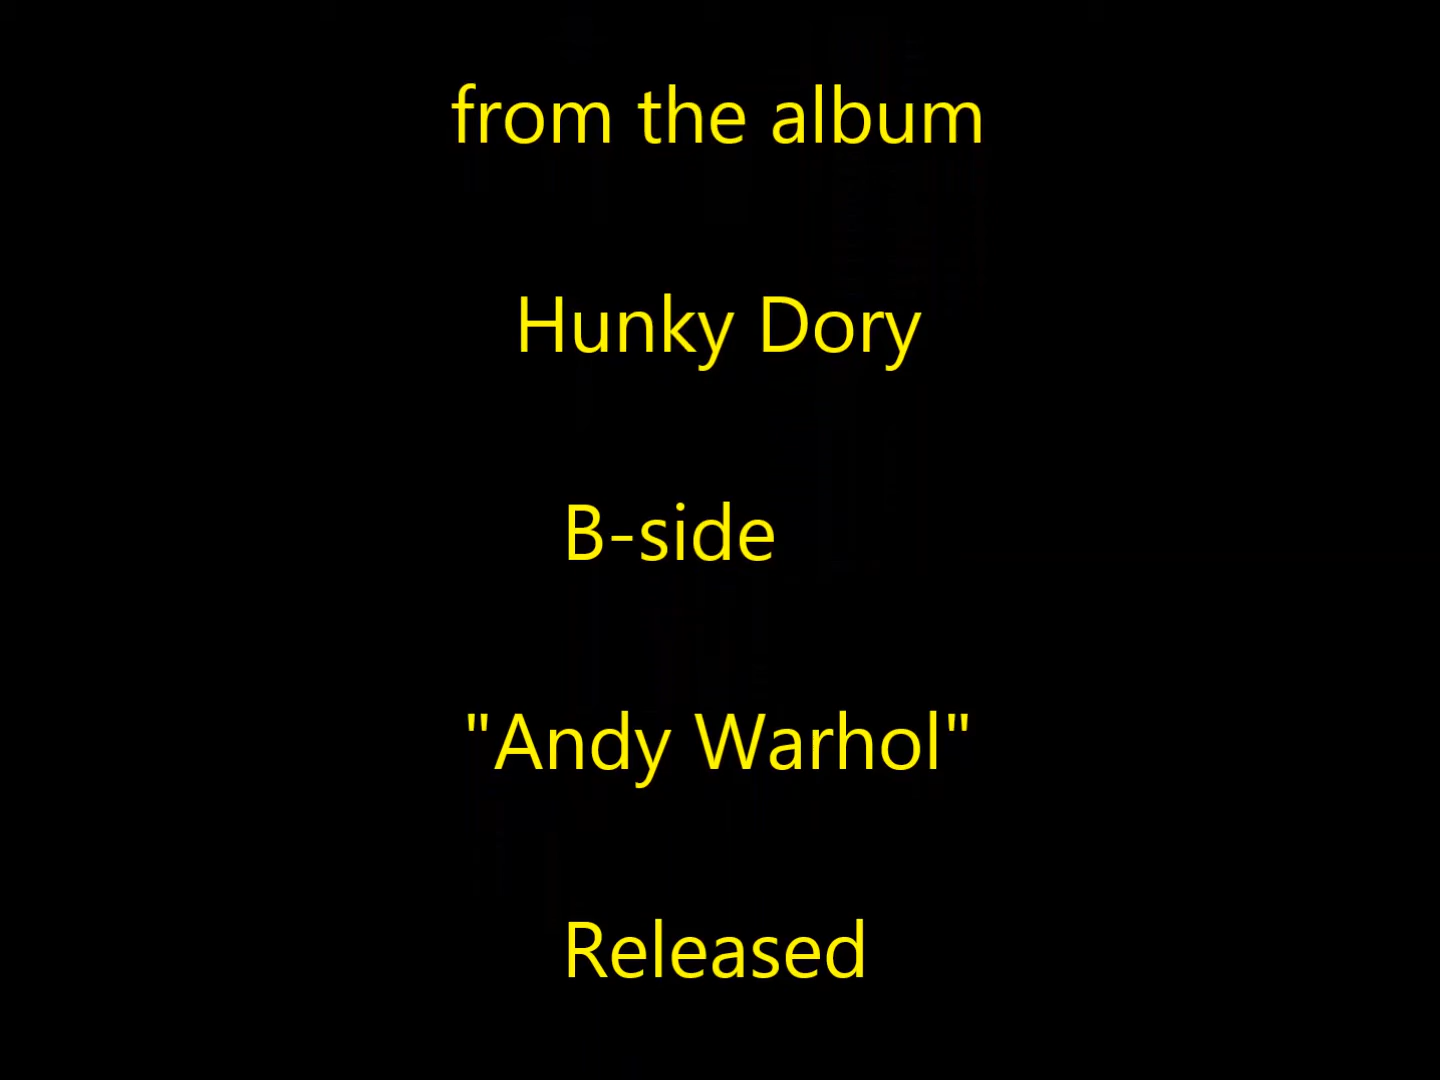 from the album
Hunky Dory
B-side
"Andy Warhol"
Released